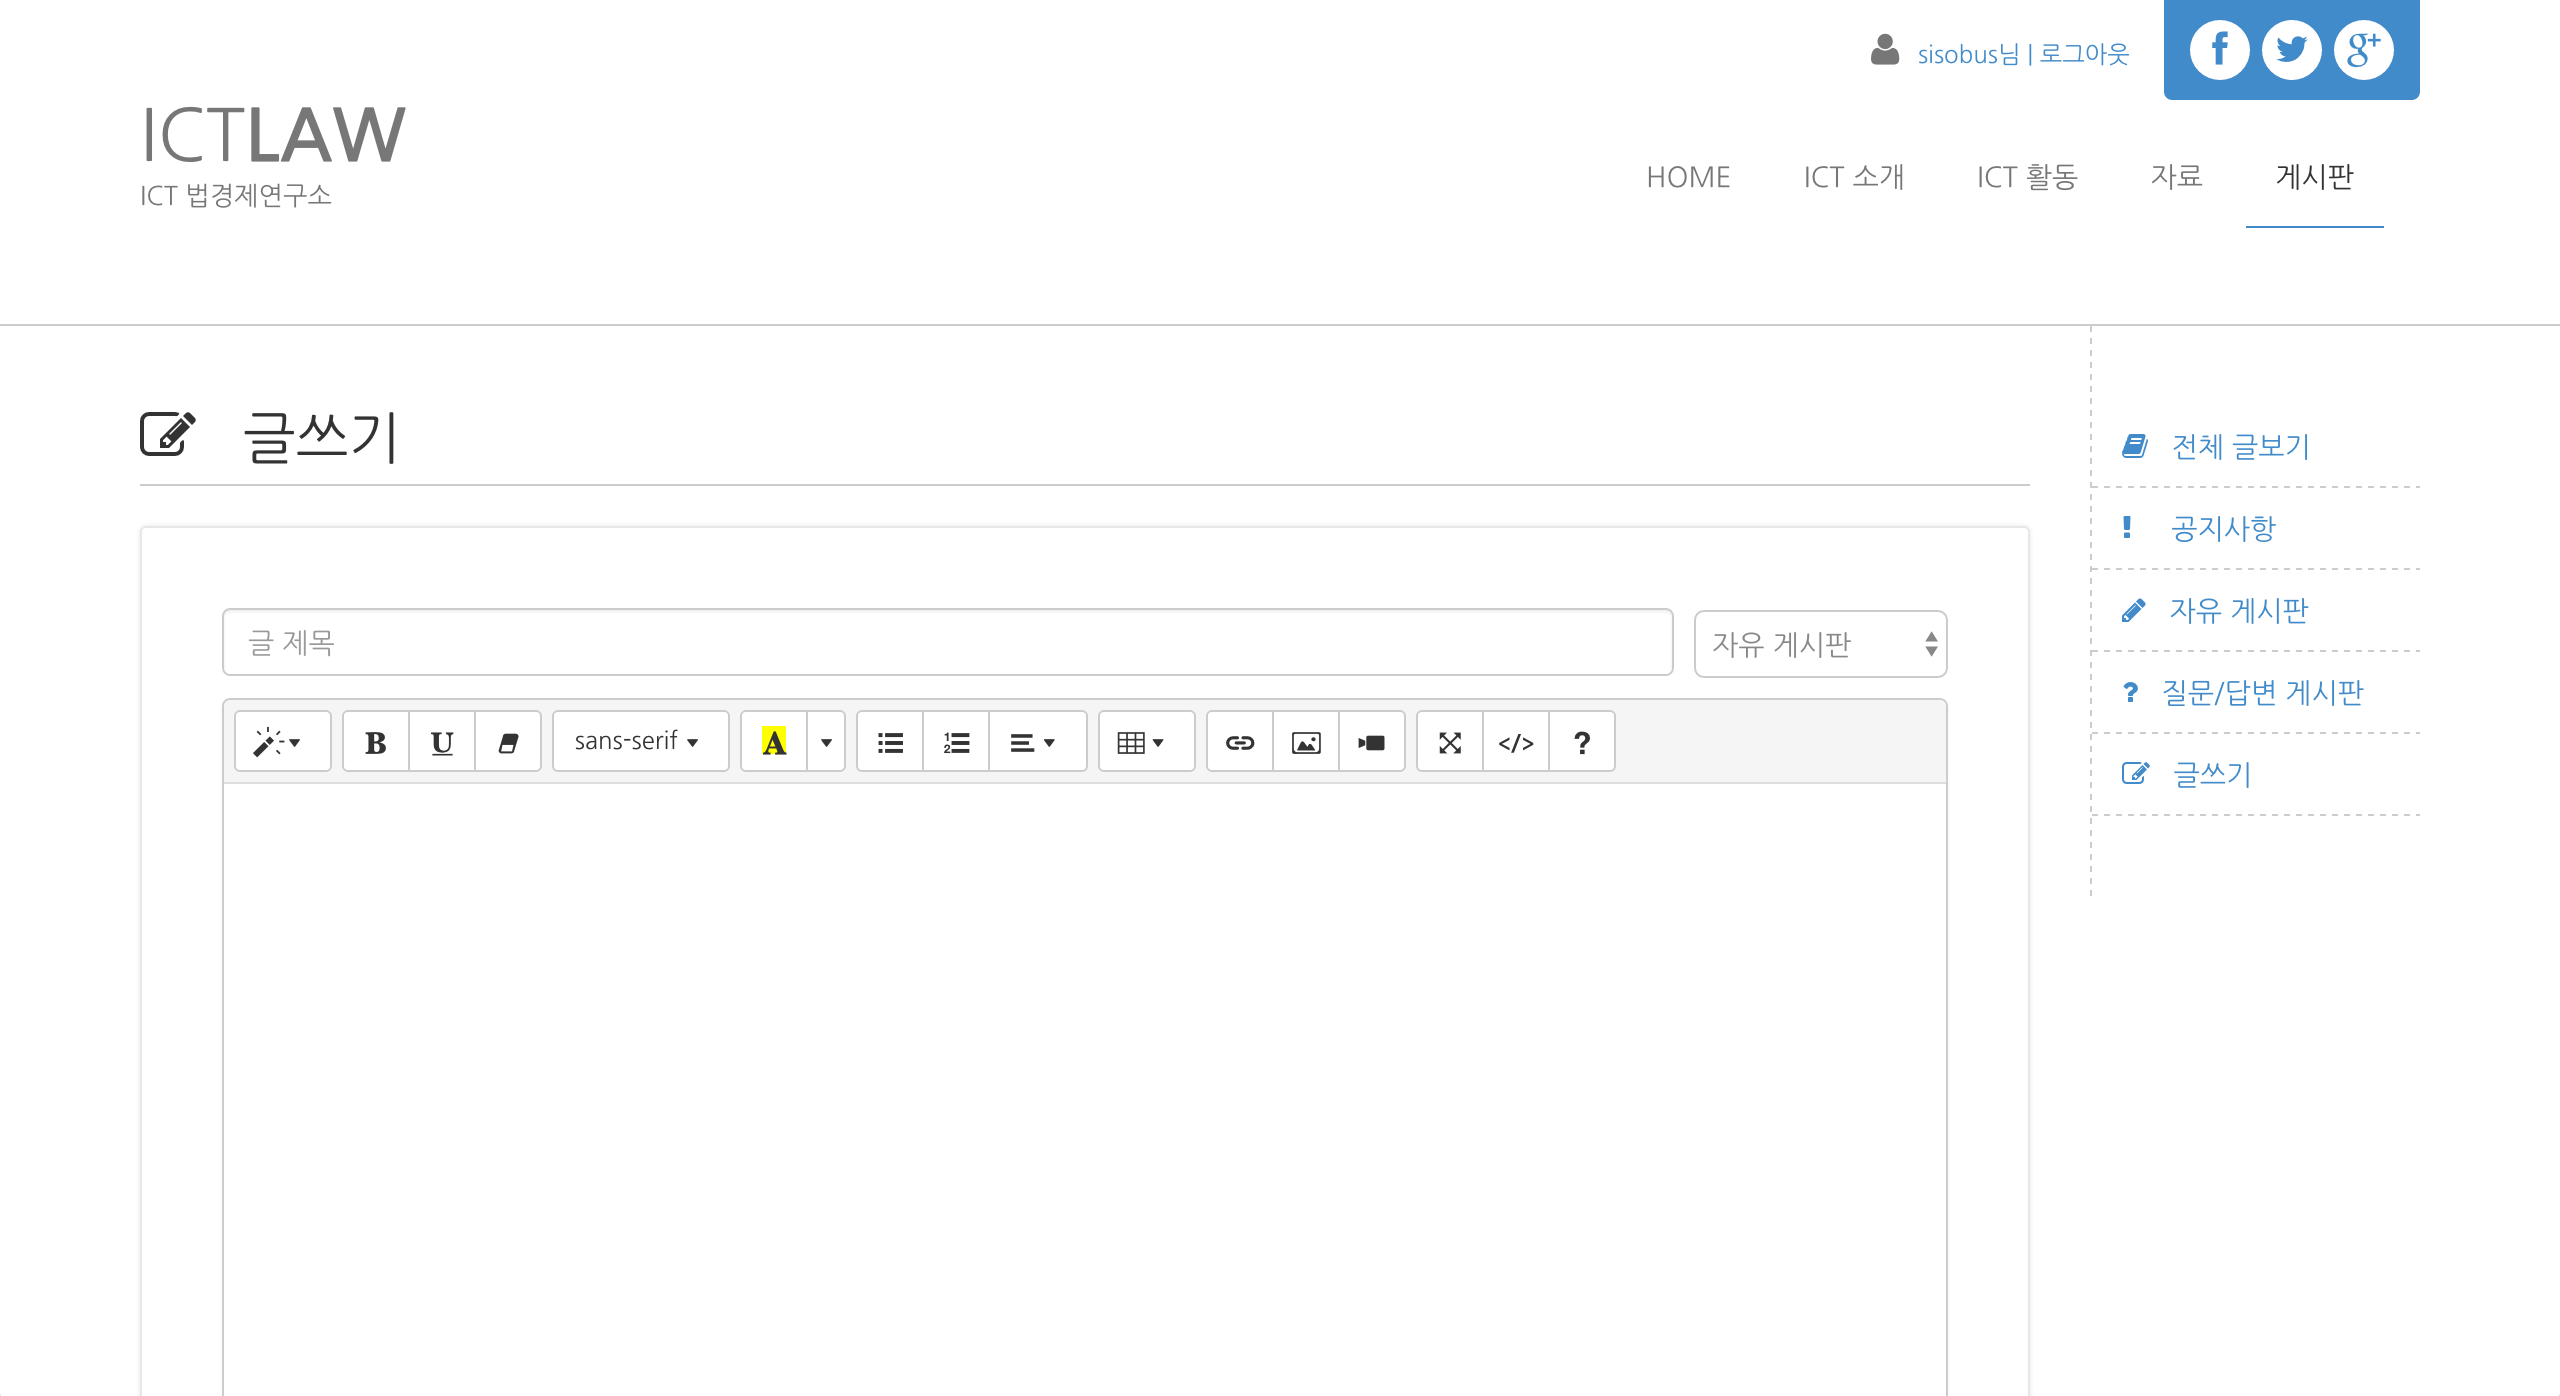 sisobus님 | 로그아웃
ICTLAW
ICT 법경제연구소
HOME ICT 소개 ICT 활동 자료 게시판
글쓰기
글 제목 자유 게시판
B U sans-serif A </> ?
전체 글보기
공지사항
자유 게시판
질문/답변 게시판
글쓰기